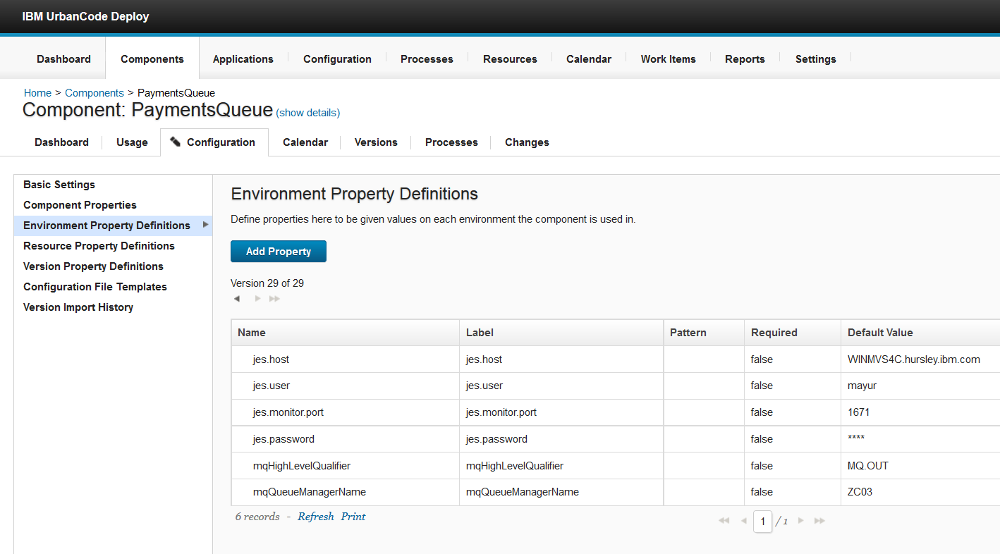 IBM UrbanCode Deploy
Dashboard Components Applications Configuration Processes Resources Calendar Work Items Reports Settings
Home > Components > PaymentsQueue
Component: PaymentsQueue (show details)
Dashboard Usage Configuration Calendar Versions Processes Changes
Basic Settings
Component Properties
Environment Property Definitions
Resource Property Definitions
Version Property Definitions
Configuration File Templates
Version Import History
Environment Property Definitions
Define properties here to be given values on each environment the component is used in.
Add Property
Version 29 of 29
Name Label Pattern Required Default Value
jes.host jes.host false WINMVS4C.hursley.ibm.com
jes.user jes.user false mayur
jes.monitor.port jes.monitor.port false 1671
jes.password jes.password false ****
mqHighLevelQualifier mqHighLevelQualifier false MQ.OUT
mqQueueManagerName mqQueueManagerName false ZC03
6 records - Refresh Print 1 / 1